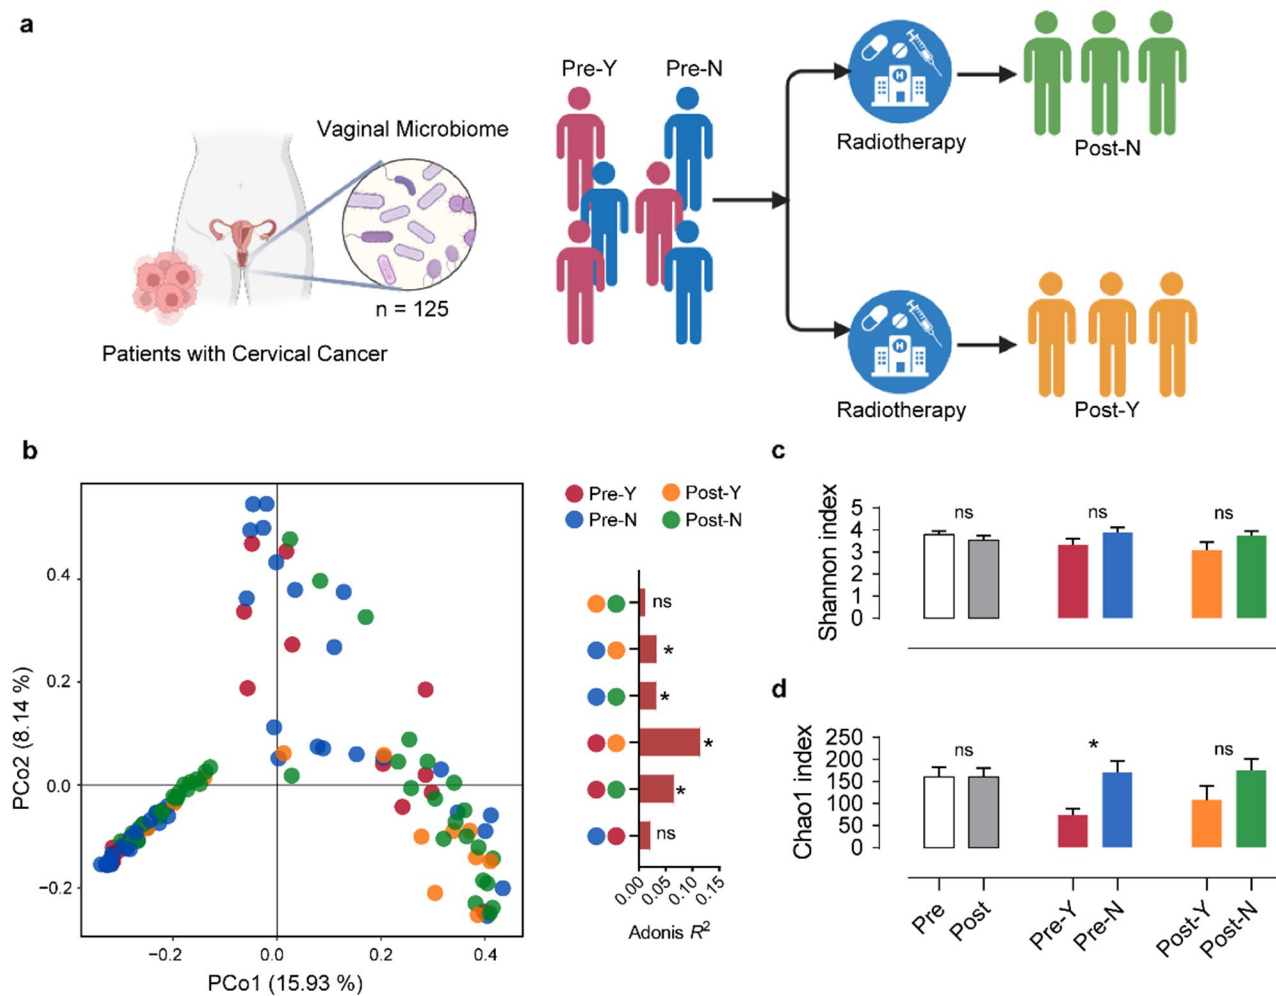 a
Pre-Y
Pre-N
Vaginal Microbiome
n = 125
Patients with Cervical Cancer
H
Radiotherapy
Post-N
H
Radiotherapy
Post-Y
b
PCo2 (8.14 %)
0.4
0.2
0.0
−0.2
−0.2
0.0
0.2
0.4
PCo1 (15.93 %)
Pre-Y
Post-Y
Pre-N
Post-N
ns
*
*
*
*
ns
0.00
0.05
0.10
0.15
Adonis R²
c
Shannon index
5
4
3
2
1
0
ns
ns
ns
d
Chao1 index
250
200
150
100
50
0
ns
*
ns
Pre
Post
Pre-Y
Pre-N
Post-Y
Post-N